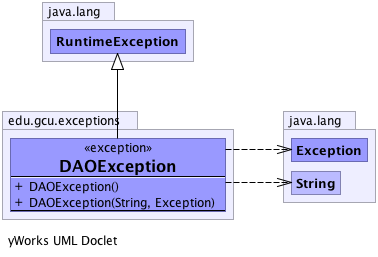 java.lang
RuntimeException
edu.gcu.exceptions
«exception»
DAOException
+ DAOException()
+ DAOException(String, Exception)
java.lang
Exception
String
yWorks UML Doclet